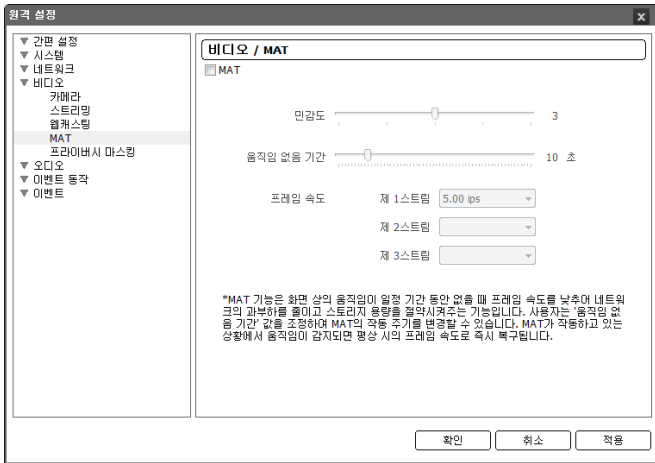 원격 설정
간편 설정
시스템
네트워크
비디오
카메라
스트리밍
웹캐스팅
MAT
프라이버시 마스킹
오디오
이벤트 동작
이벤트
비디오 / MAT
MAT
민감도 3
움직임 없음 기간 10 초
프레임 속도 제 1스트림 5.00 ips
제 2스트림
제 3스트림
*MAT 기능은 화면 상의 움직임이 일정 기간 동안 없을 때 프레임 속도를 낮추어 네트워
크의 과부하를 줄이고 스토리지 용량을 절약시켜주는 기능입니다. 사용자는 '움직임 없
음 기간' 값을 조정하여 MAT의 작동 주기를 변경할 수 있습니다. MAT가 작동하고 있는
상황에서 움직임이 감지되면 평상 시의 프레임 속도로 즉시 복구됩니다.
확인 취소 적용